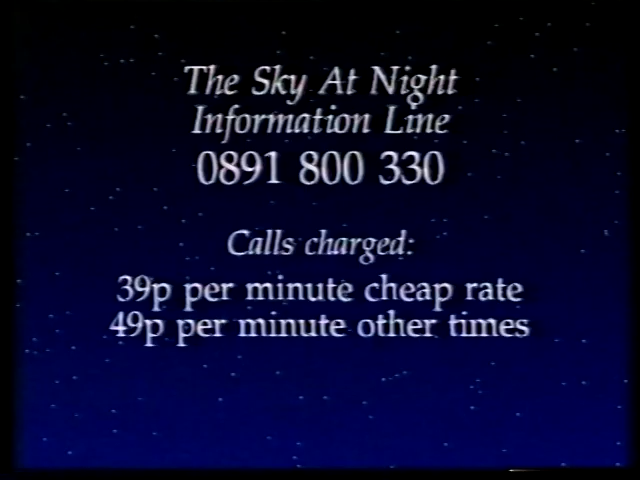 The Sky At Night
Information Line
0891 800 330
Calls charged:
39p per minute cheap rate
49p per minute other times